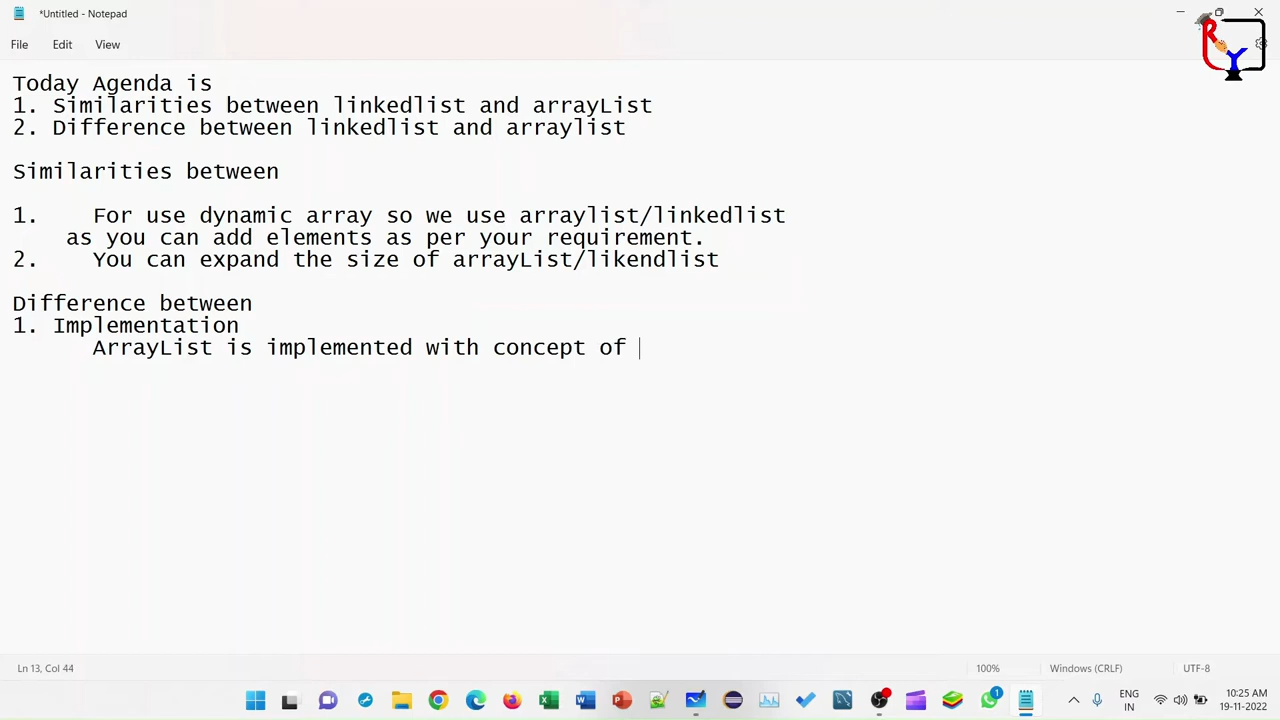 *Untitled - Notepad
File Edit View
R
Y
Today Agenda is
1. Similarities between linkedlist and arrayList
2. Difference between linkedlist and arraylist
Similarities between
1. For use dynamic array so we use arraylist/linkedlist
as you can add elements as per your requirement.
2. You can expand the size of arrayList/likendlist
Difference between
1. Implementation
ArrayList is implemented with concept of
Ln 13, Col 44 100% Windows (CRLF) UTF-8
ENG 10:25 AM
IN 19-11-2022